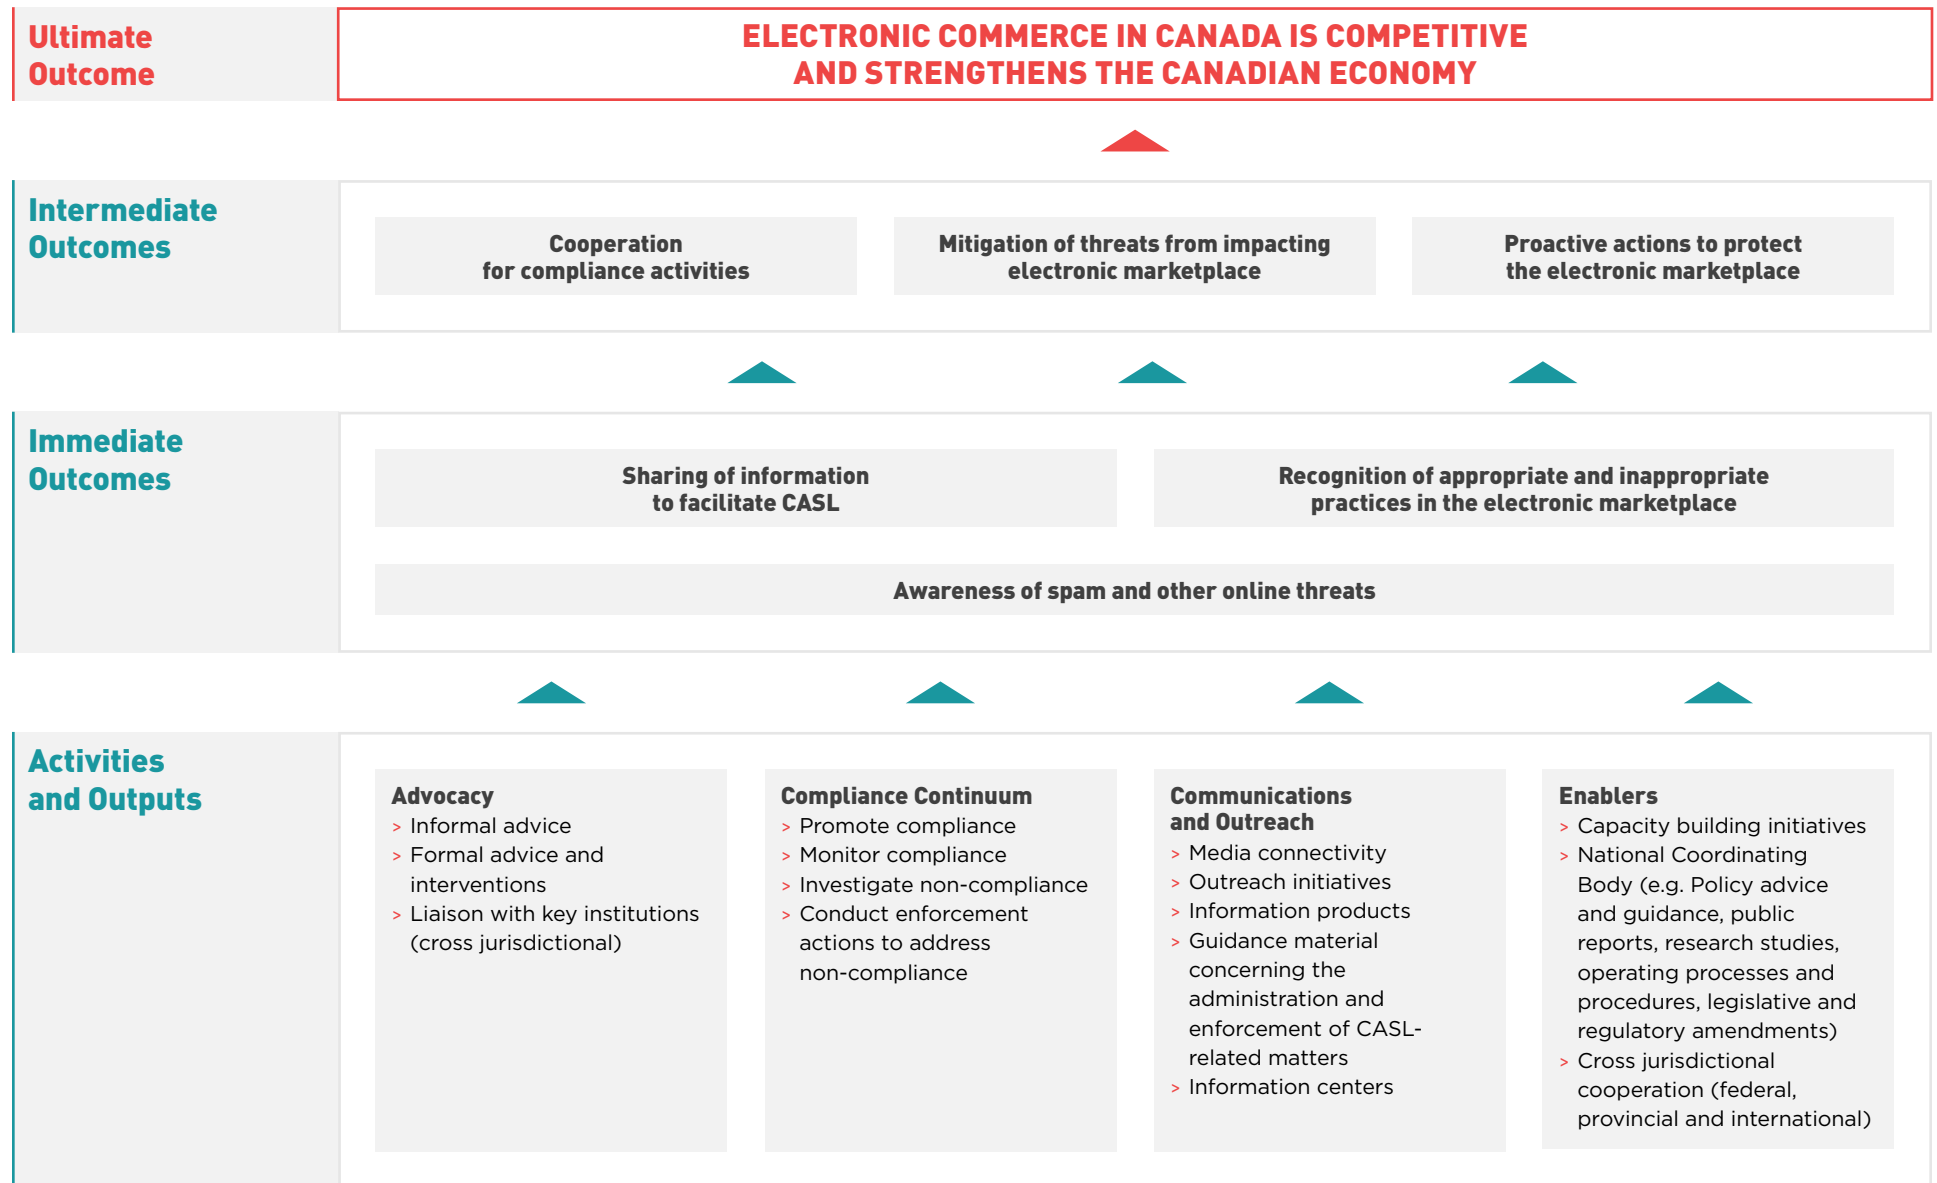 Ultimate
Outcome
ELECTRONIC COMMERCE IN CANADA IS COMPETITIVE
AND STRENGTHENS THE CANADIAN ECONOMY
Intermediate
Outcomes
Cooperation
for compliance activities
Mitigation of threats from impacting
electronic marketplace
Proactive actions to protect
the electronic marketplace
Immediate
Outcomes
Sharing of information
to facilitate CASL
Recognition of appropriate and inappropriate
practices in the electronic marketplace
Awareness of spam and other online threats
Activities
and Outputs
Advocacy
> Informal advice
> Formal advice and
interventions
> Liaison with key institutions
(cross jurisdictional)
Compliance Continuum
> Promote compliance
> Monitor compliance
> Investigate non-compliance
> Conduct enforcement
actions to address
non-compliance
Communications
and Outreach
> Media connectivity
> Outreach initiatives
> Information products
> Guidance material
concerning the
administration and
enforcement of CASL-
related matters
> Information centers
Enablers
> Capacity building initiatives
> National Coordinating
Body (e.g. Policy advice
and guidance, public
reports, research studies,
operating processes and
procedures, legislative and
regulatory amendments)
> Cross jurisdictional
cooperation (federal,
provincial and international)